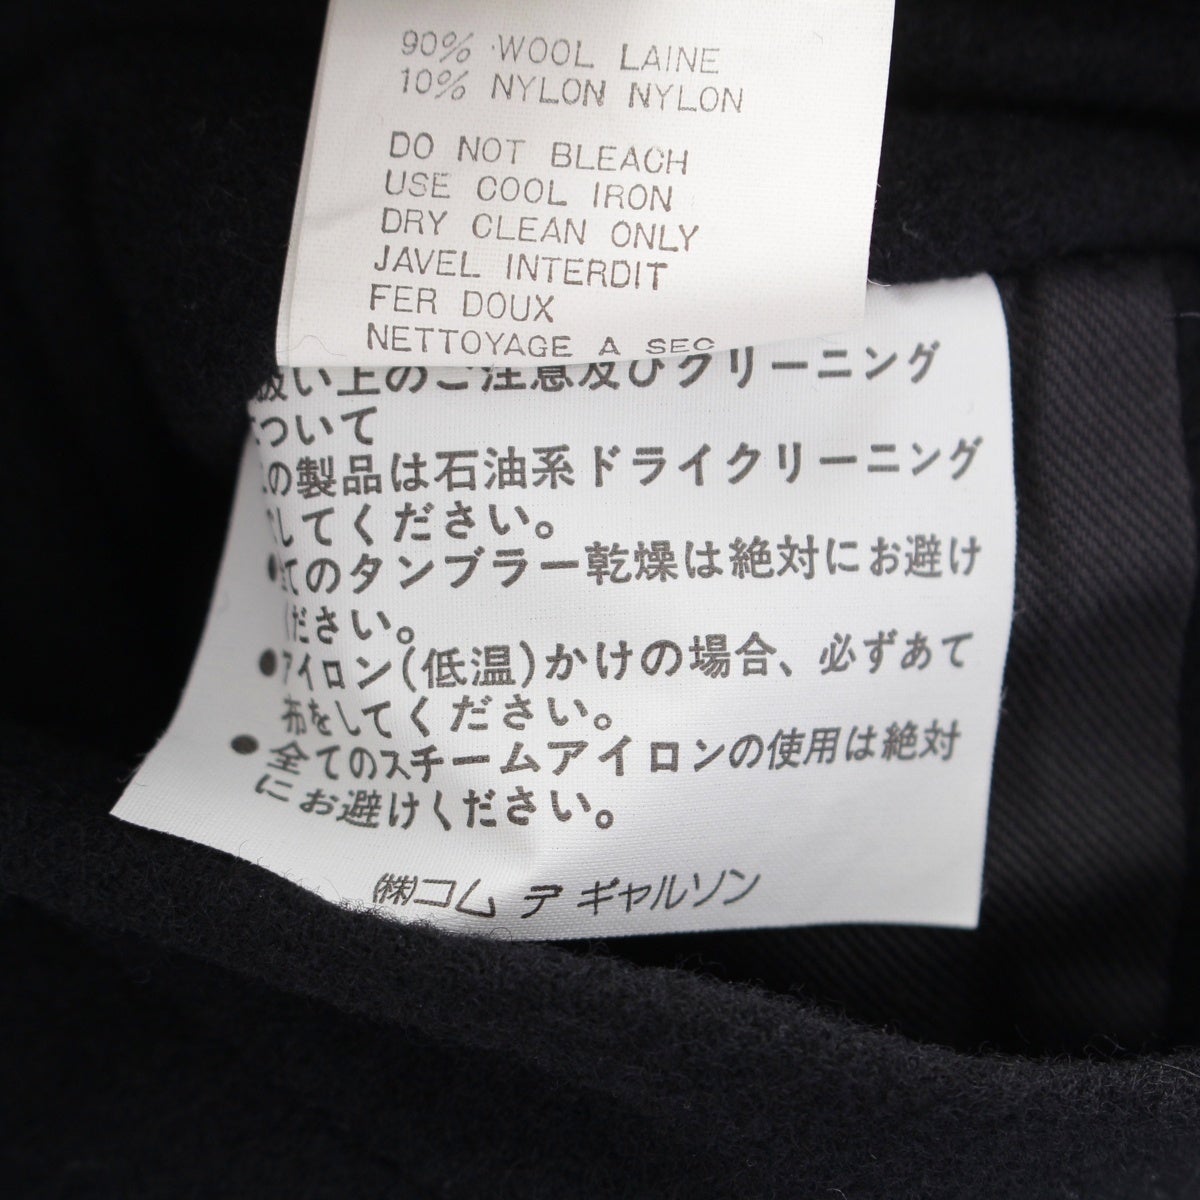 90% WOOL LAINE
10% NYLON NYLON
DO NOT BLEACH
USE COOL IRON
DRY CLEAN ONLY
JAVEL INTERDIT
FER DOUX
NETTOYAGE A SEC
扱い上のご注意及びクリーニング
ついて
の製品は石油系ドライクリーニング
してください。
てのタンブラー乾燥は絶対にお避け
ださい。
●アイロン(低温)かけの場合、必ずあて
布をしてください。
●全てのスチームアイロンの使用は絶対
にお避けください。
㈱コム デ ギャルソン